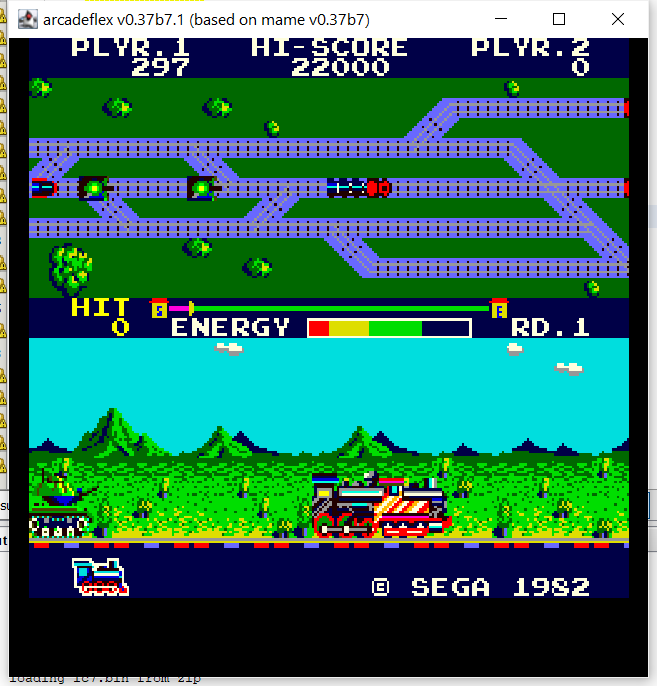 arcadeflex v0.37b7.1 (based on mame v0.37b7)
PLYR.1 HI-SCORE PLYR.2
297 22000 0
HIT S E
0 ENERGY RD.1
© SEGA 1982
loading ic7.bin from zip